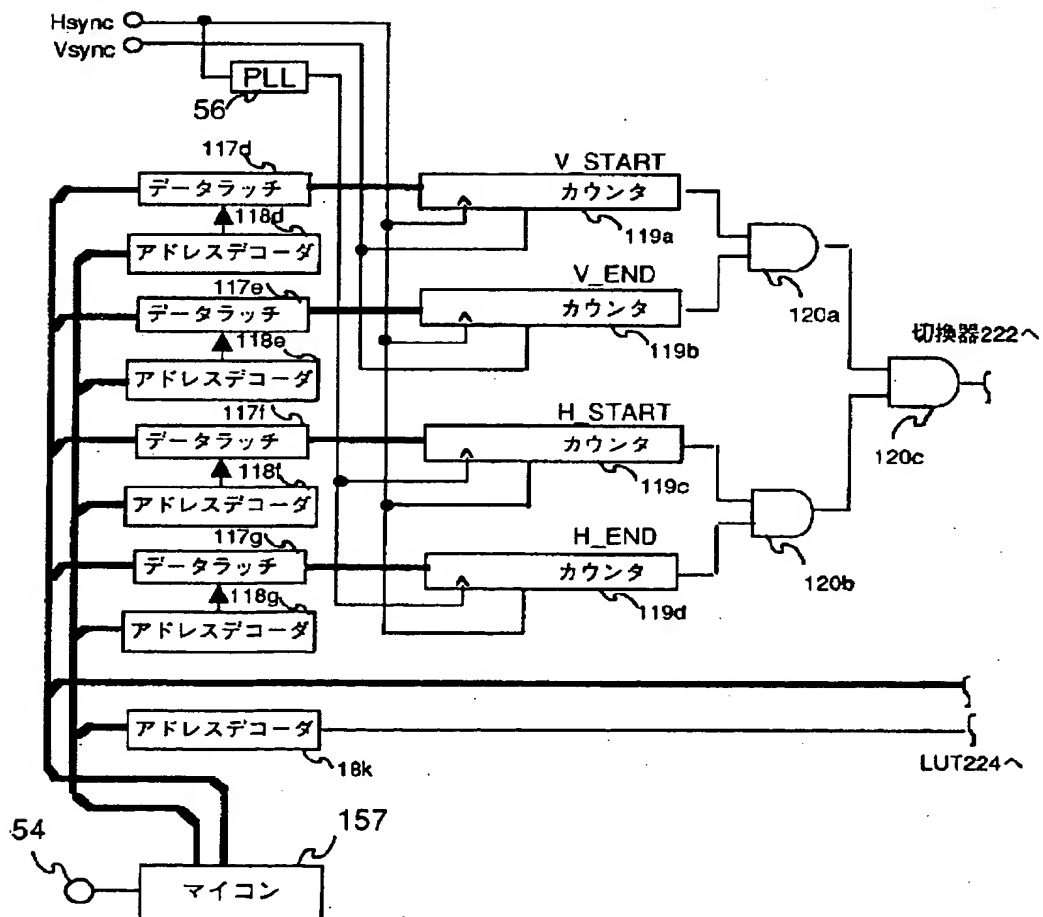 Hsync
Vsync
PLL
56
117d
データラッチ
118d
アドレスデコーダ
V_START
カウンタ
119a
117e
データラッチ
118e
アドレスデコーダ
V_END
カウンタ
119b
120a
切換器222へ
120c
117f
データラッチ
118f
アドレスデコーダ
H_START
カウンタ
119c
117g
データラッチ
118g
アドレスデコーダ
H_END
カウンタ
119d
120b
アドレスデコーダ
18k
LUT224へ
54
157
マイコン